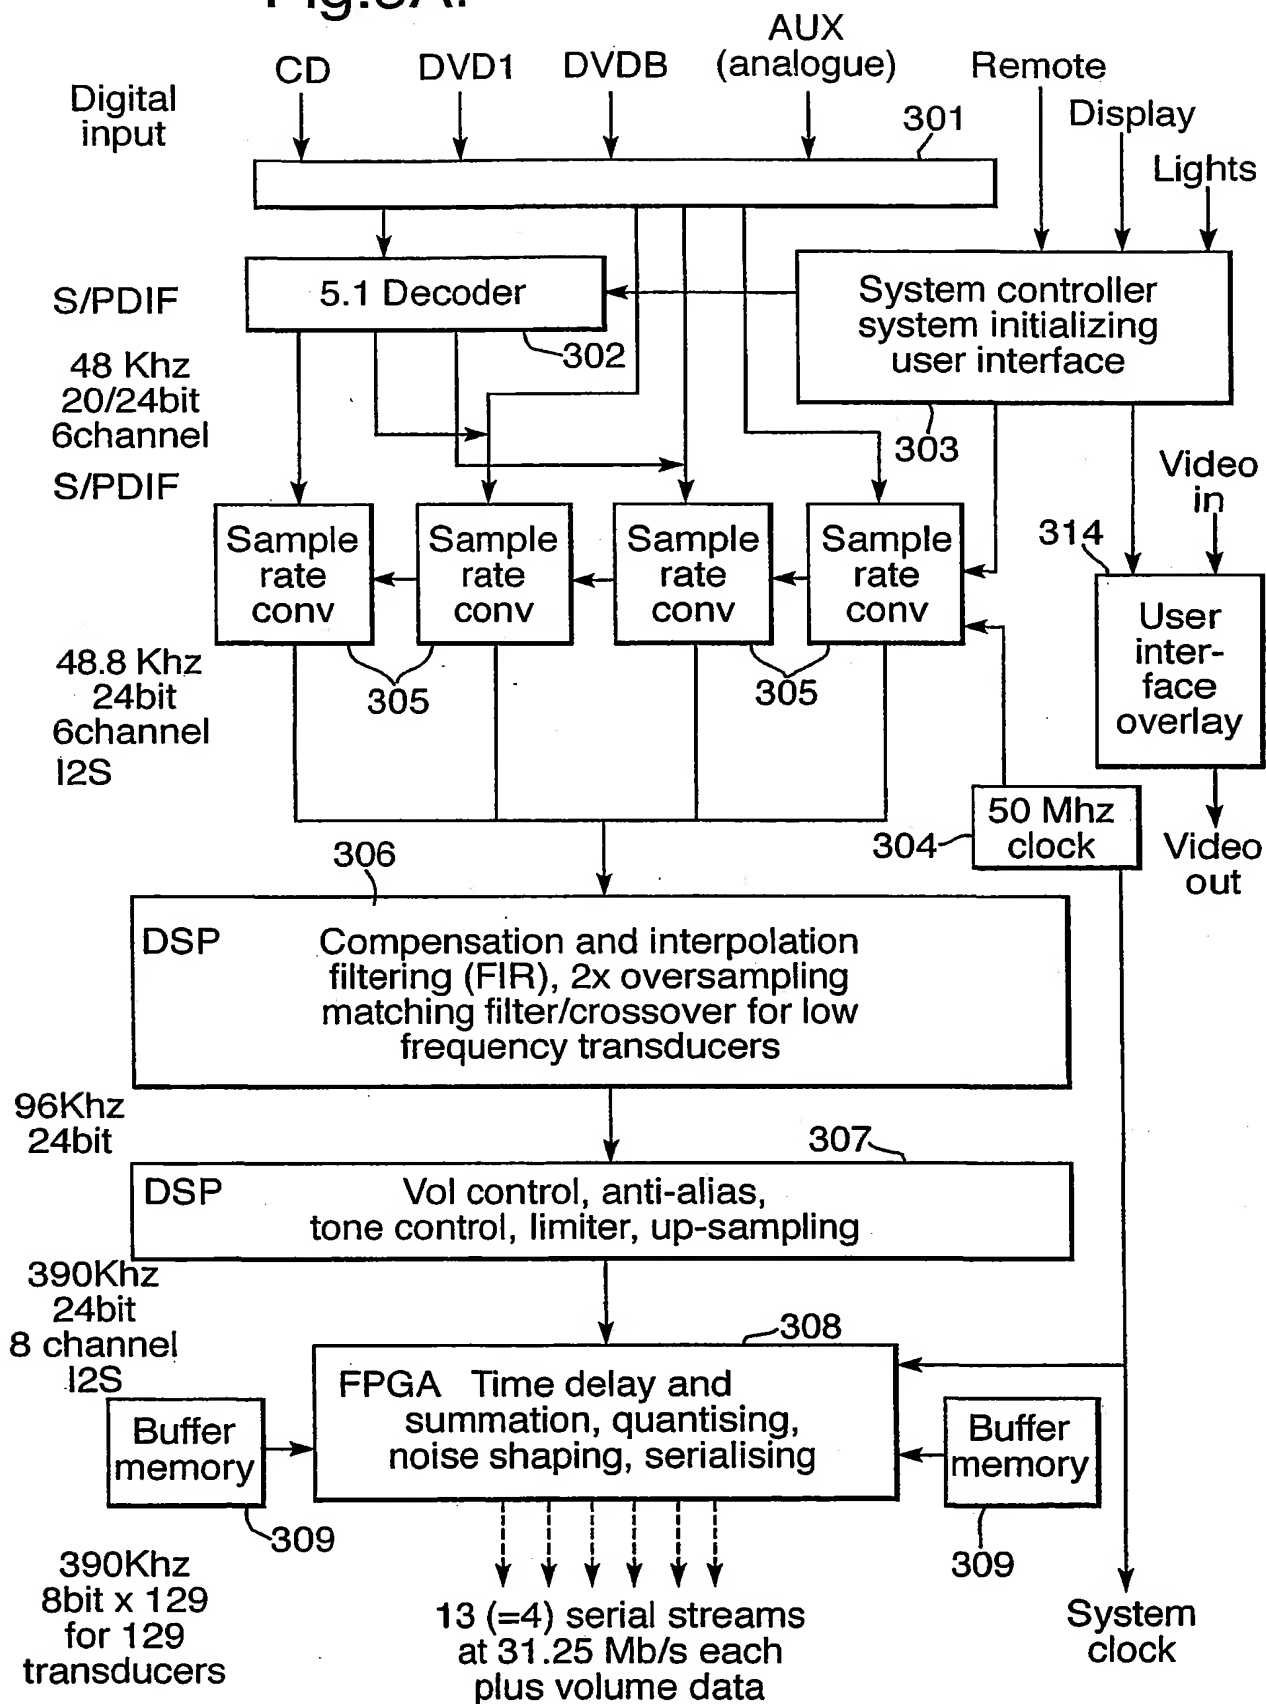 Fig.3A.
CD
DVD1
DVDB
AUX
(analogue)
Remote
Display
Lights
Digital
input
301
5.1 Decoder
302
System controller
system initializing
user interface
303
S/PDIF
48 Khz
20/24bit
6channel
S/PDIF
Sample
rate
conv
Sample
rate
conv
Sample
rate
conv
Sample
rate
conv
305
305
Video
in
314
User
inter-
face
overlay
Video
out
48.8 Khz
24bit
6channel
I2S
304
50 Mhz
clock
306
DSP
Compensation and interpolation
filtering (FIR), 2x oversampling
matching filter/crossover for low
frequency transducers
96Khz
24bit
307
DSP
Vol control, anti-alias,
tone control, limiter, up-sampling
390Khz
24bit
8 channel
I2S
308
FPGA Time delay and
summation, quantising,
noise shaping, serialising
Buffer
memory
309
Buffer
memory
309
390Khz
8bit x 129
for 129
transducers
13 (=4) serial streams
at 31.25 Mb/s each
plus volume data
System
clock